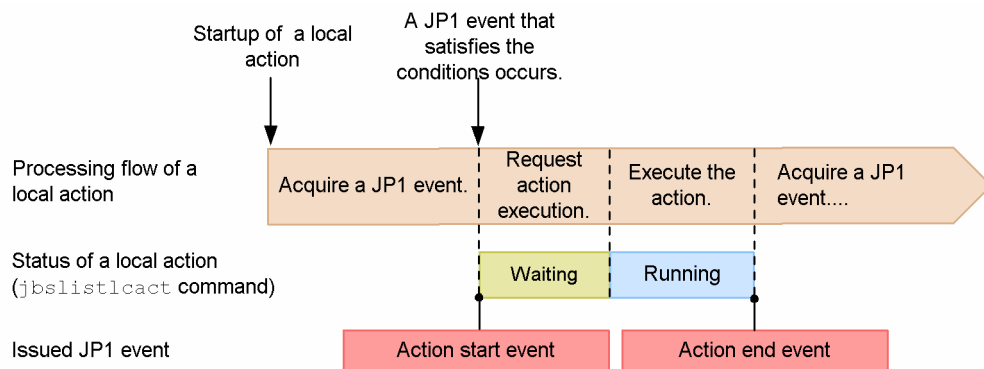 Startup of a local
action
A JP1 event that
satisfies the
conditions occurs.
Processing flow of a
local action
Acquire a JP1 event.
Request
action
execution.
Execute the
action.
Acquire a JP1
event....
Status of a local action
(jbslistlcact command)
Waiting
Running
Issued JP1 event
Action start event
Action end event